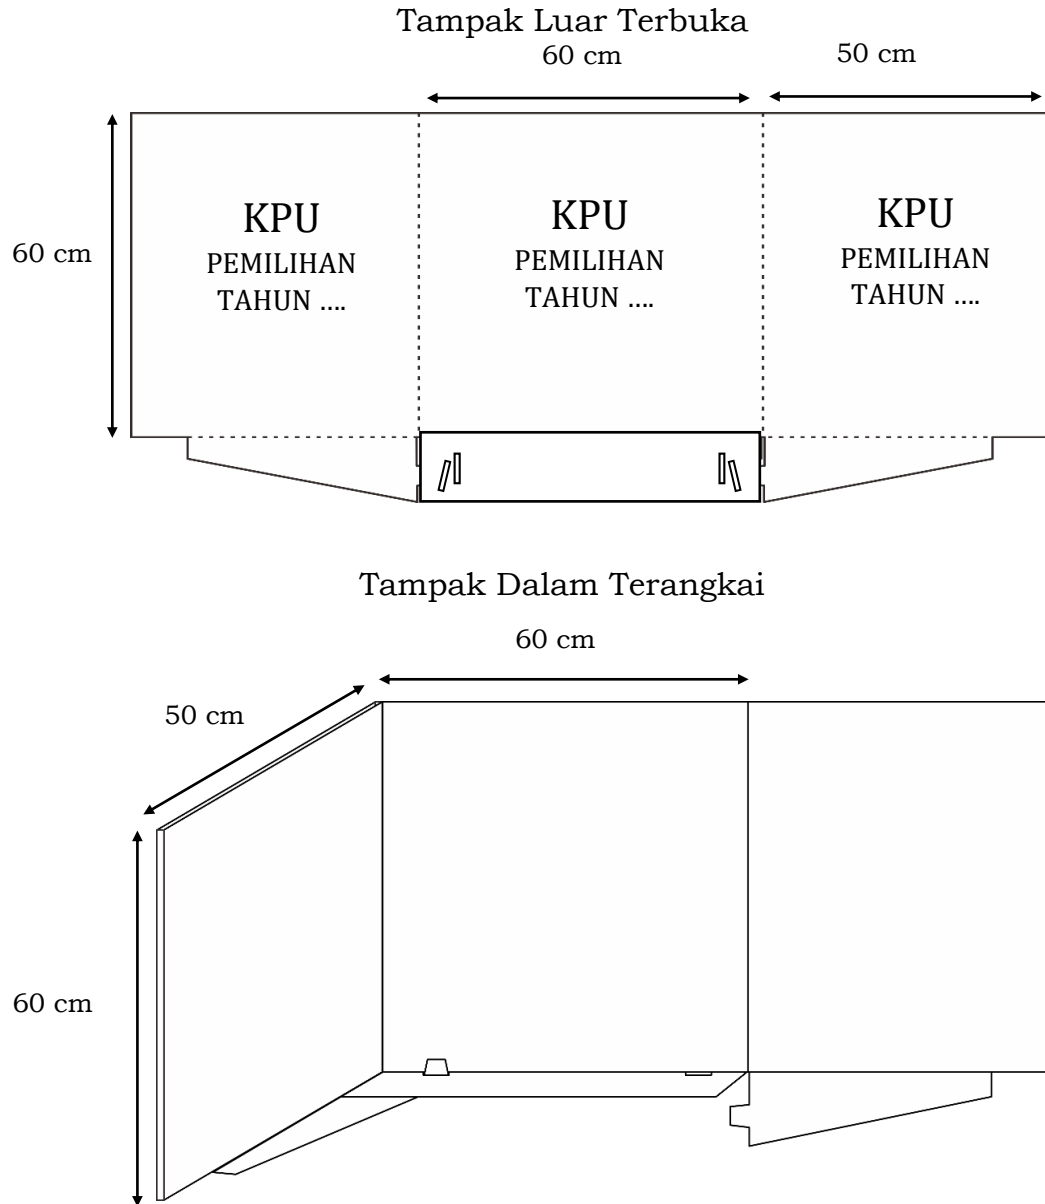 Tampak Luar Terbuka
60 cm
50 cm
60 cm
KPU
PEMILIHAN
TAHUN ....
KPU
PEMILIHAN
TAHUN ....
KPU
PEMILIHAN
TAHUN ....
Tampak Dalam Terangkai
60 cm
50 cm
60 cm